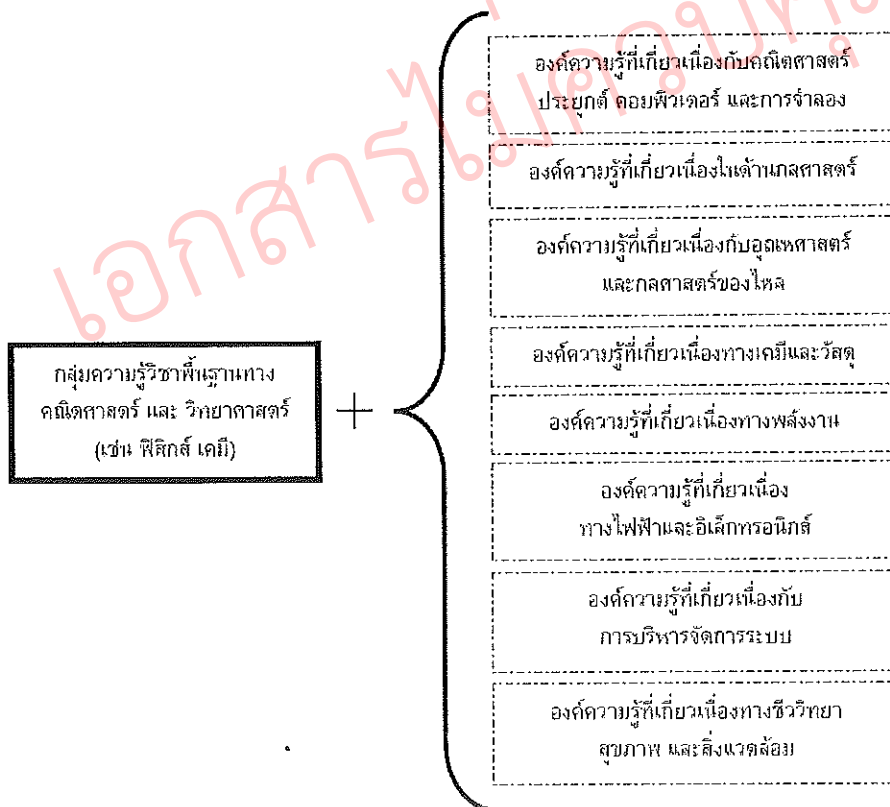 เอกสารไม่ควบคุม
องค์ความรู้ที่เกี่ยวเนื่องกับคณิตศาสตร์
ประยุกต์ คอมพิวเตอร์ และการจำลอง
องค์ความรู้ที่เกี่ยวเนื่องในด้านกลศาสตร์
องค์ความรู้ที่เกี่ยวเนื่องกับอุณหศาสตร์
และกลศาสตร์ของไหล
องค์ความรู้ที่เกี่ยวเนื่องทางเคมีและวัสดุ
กลุ่มความรู้วิชาพื้นฐานทาง
คณิตศาสตร์ และ วิทยาศาสตร์
(เช่น ฟิสิกส์ เคมี)
+
องค์ความรู้ที่เกี่ยวเนื่องทางพลังงาน
องค์ความรู้ที่เกี่ยวเนื่อง
ทางไฟฟ้าและอิเล็กทรอนิกส์
องค์ความรู้ที่เกี่ยวเนื่องกับ
การบริหารจัดการระบบ
องค์ความรู้ที่เกี่ยวเนื่องทางชีววิทยา
สุขภาพ และสิ่งแวดล้อม